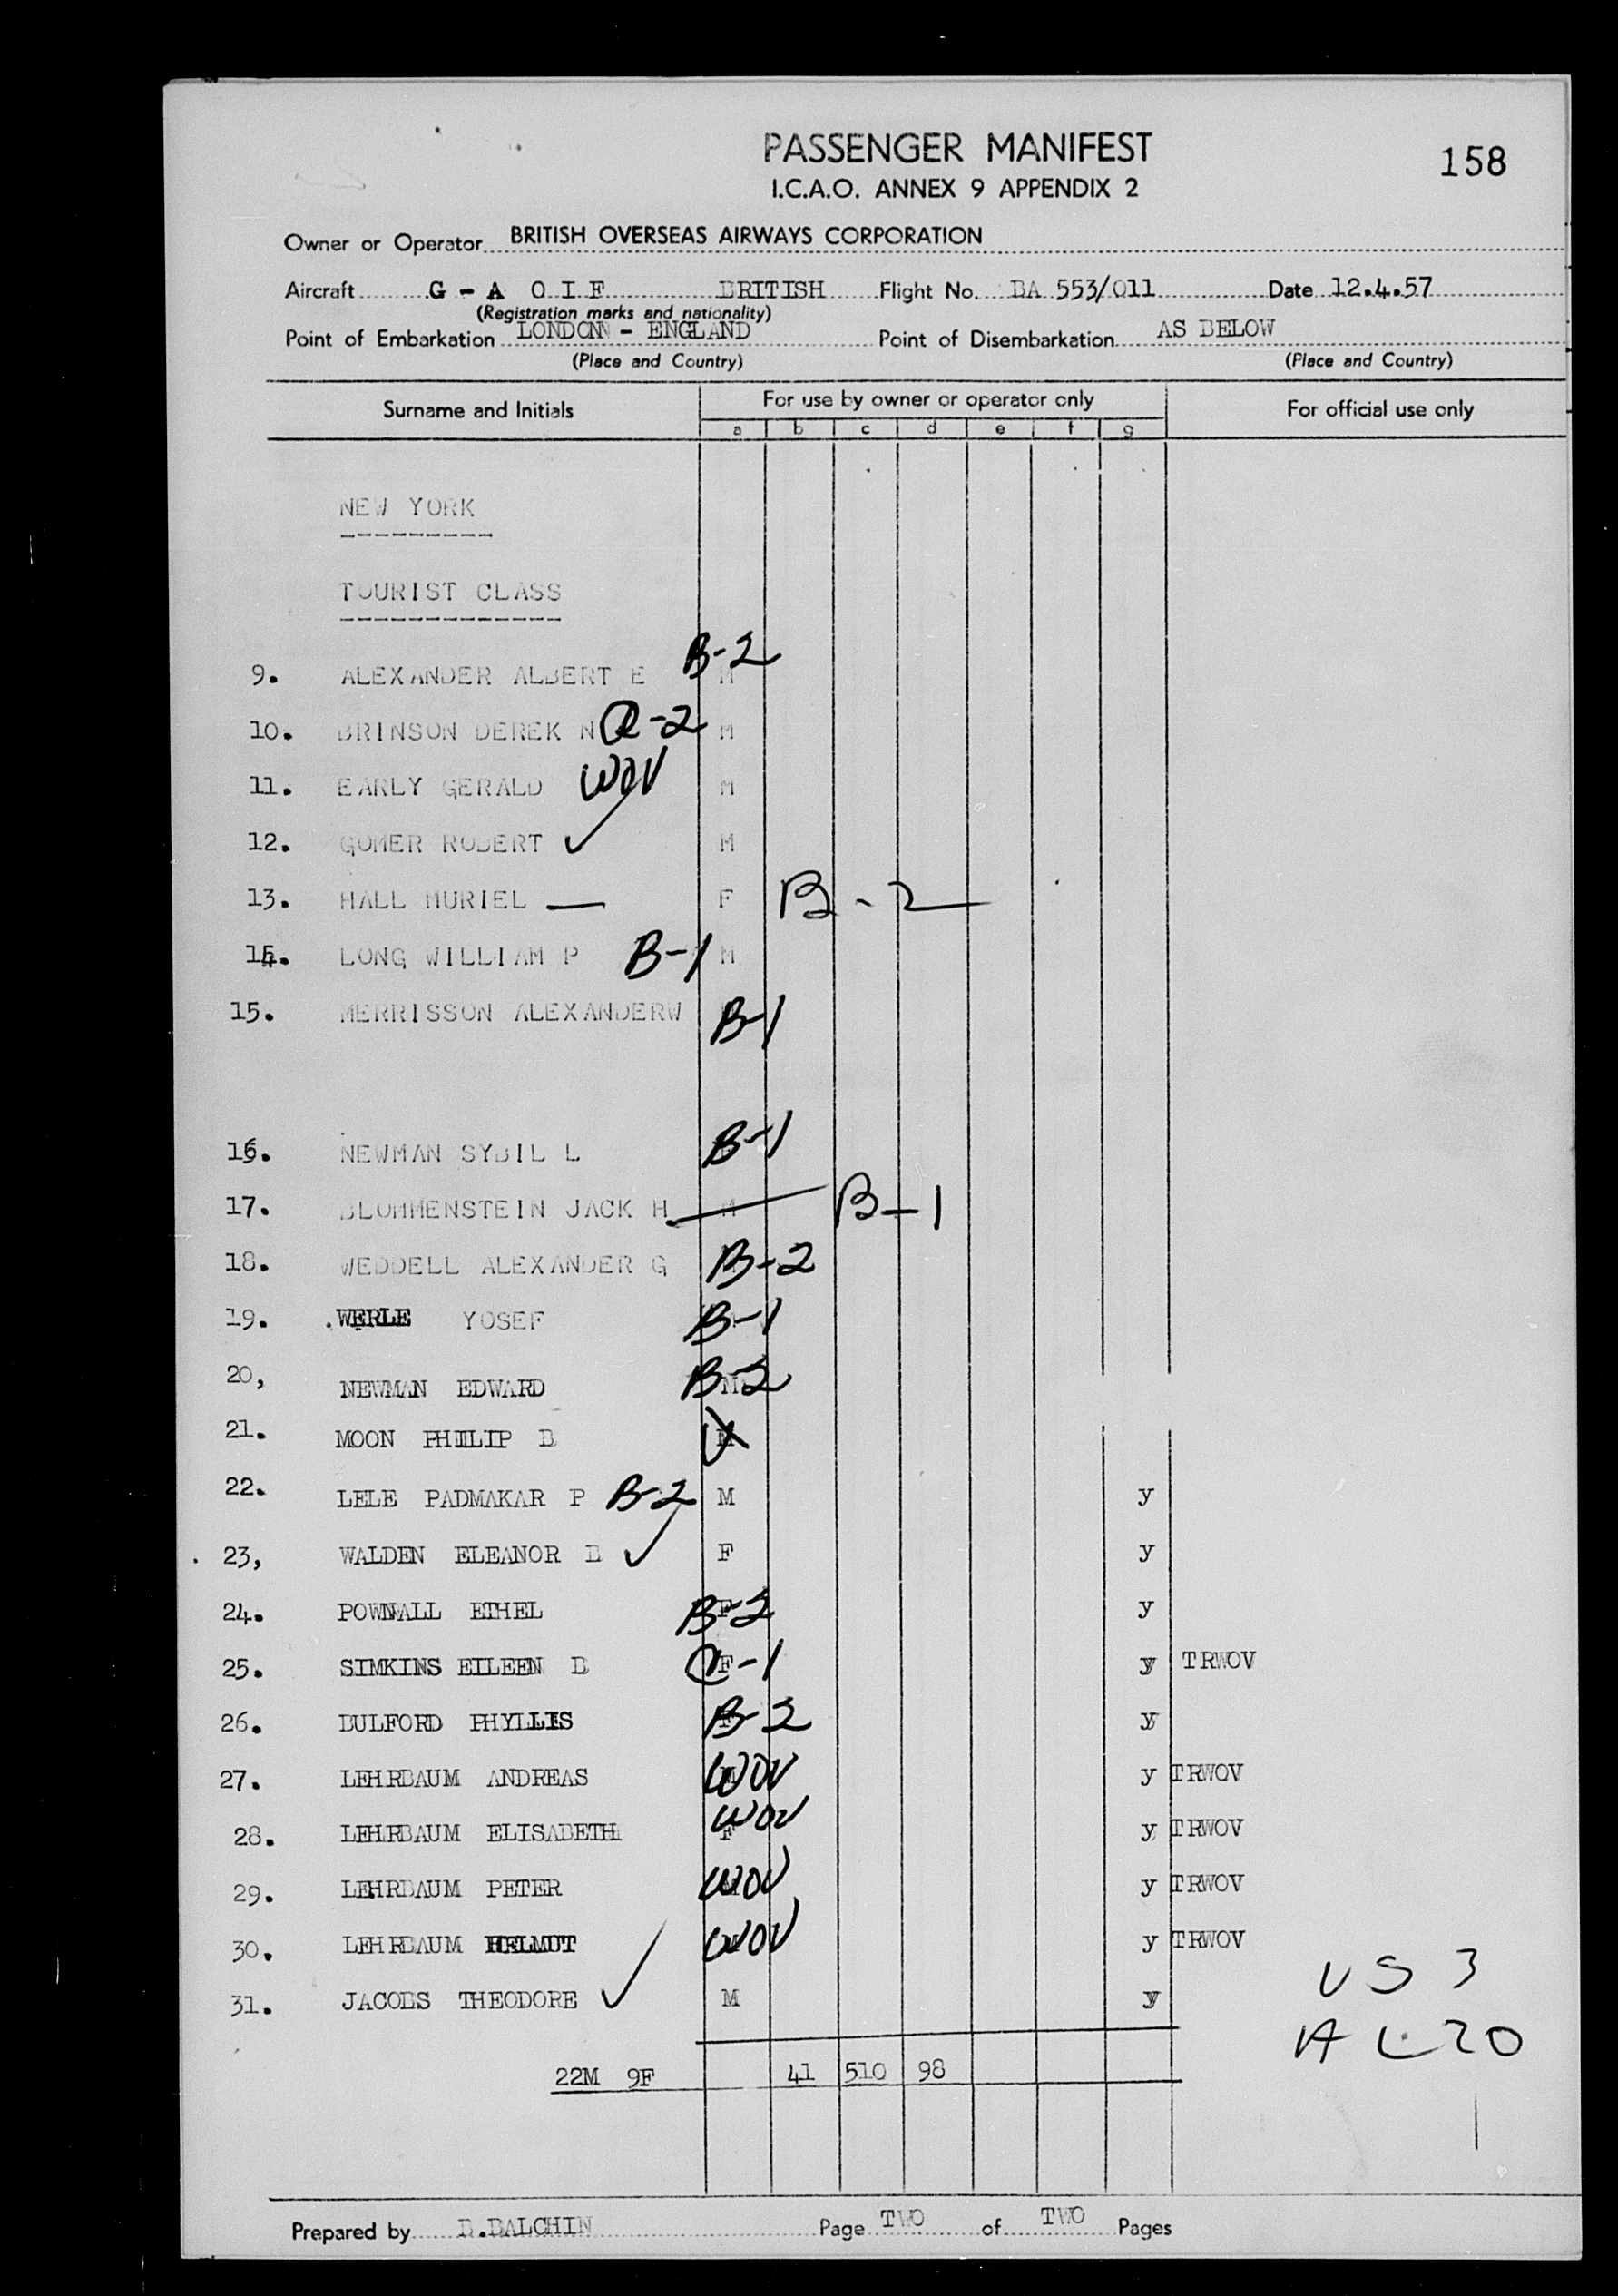 PASSENGER MANIFEST
158
I.C.A.O. ANNEX 9 APPENDIX 2
Owner or Operator BRITISH OVERSEAS AIRWAYS CORPORATION
Aircraft G - A O I F BRITISH Flight No. BA 553/011 Date 12.4.57
(Registration marks and nationality)
Point of Embarkation LONDON - ENGLAND Point of Disembarkation AS BELOW
(Place and Country) (Place and Country)
Surname and Initials For use by owner or operator only For official use only
a b c d e f g
NEW YORK
TOURIST CLASS
9. ALEXANDER ALBERT E B-2 M
10. BRINSON DEREK N M
11. EARLY GERALD WOV M
12. GOMER ROBERT ✓ M
13. HALL MURIEL — F B-2
14. LONG WILLIAM P B-1 M
15. MERRISSON ALEXANDERW B-1
16. NEWMAN SYBIL L B-1
17. BLOMMENSTEIN JACK H M B-1
18. WEDDELL ALEXANDER G B-2
19. WERLE YOSEF B-1
20, NEWMAN EDWARD B-2 M
21. MOON PHILIP B M
22. LELE PADMAKAR P B-2 M y
23, WALDEN ELEANOR B ✓ F y
24. POWNALL ETHEL B-2 F y
25. SIMKINS EILEEN B F y TRWOV
26. BULFORD PHYLLIS B-2 y
27. LEHRBAUM ANDREAS WOV y TRWOV
28. LEHRBAUM ELISABETH WOV F y TRWOV
29. LEHRBAUM PETER WOV M y TRWOV
30. LEHRBAUM HELMUT WOV y TRWOV
31. JACOBS THEODORE ✓ M y
US 3
AL 20
22M 9F 41 510 98
Prepared by B.BALCHIN Page TWO of TWO Pages